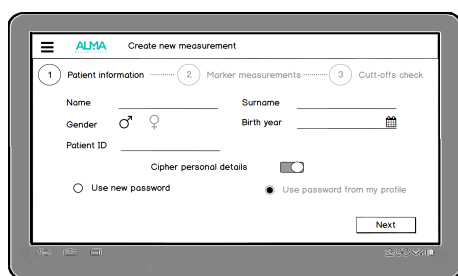 ALMA Create new measurement
1 Patient information 2 Marker measurements 3 Cutt-offs check
Name Surname
Gender Birth year
Patient ID
Cipher personal details
Use new password Use password from my profile
Next